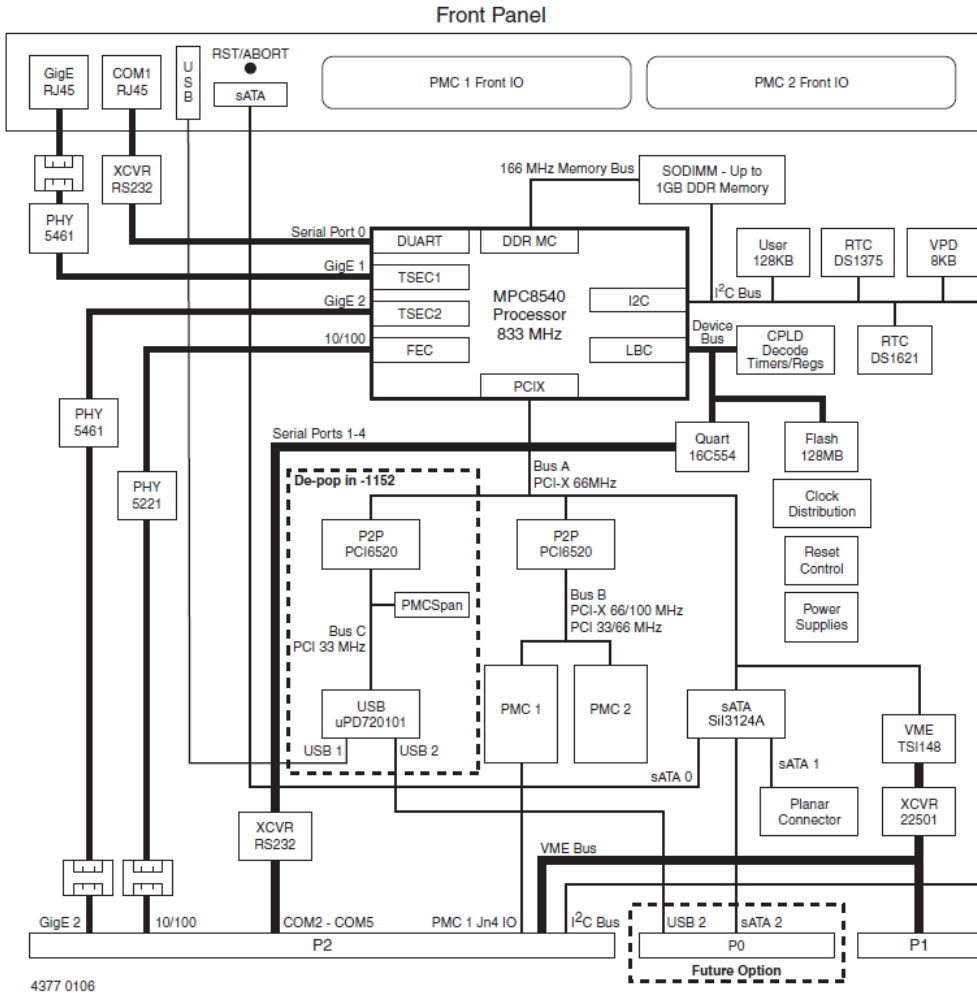 Front Panel
GigE
RJ45
COM1
RJ45
U
S
B
RST/ABORT
sATA
PMC 1 Front IO
PMC 2 Front IO
XCVR
RS232
PHY
5461
166 MHz Memory Bus
SODIMM - Up to
1GB DDR Memory
Serial Port 0
GigE 1
GigE 2
10/100
DUART
DDR MC
TSEC1
TSEC2
FEC
MPC8540
Processor
833 MHz
I2C
LBC
PCIX
User
128KB
RTC
DS1375
VPD
8KB
I²C Bus
Device
Bus
CPLD
Decode
Timers/Regs
RTC
DS1621
PHY
5461
PHY
5221
Serial Ports 1-4
Quart
16C554
Flash
128MB
Bus A
PCI-X 66MHz
De-pop in -1152
Clock
Distribution
P2P
PCI6520
P2P
PCI6520
Reset
Control
PMCSpan
Bus B
PCI-X 66/100 MHz
PCI 33/66 MHz
Power
Supplies
Bus C
PCI 33 MHz
USB
uPD720101
PMC 1
PMC 2
sATA
SiI3124A
VME
TSI148
USB 1
USB 2
sATA 0
sATA 1
Planar
Connector
XCVR
22501
XCVR
RS232
VME Bus
GigE 2
10/100
COM2 - COM5
PMC 1 Jn4 IO
I²C Bus
USB 2
sATA 2
P2
P0
P1
Future Option
4377 0106